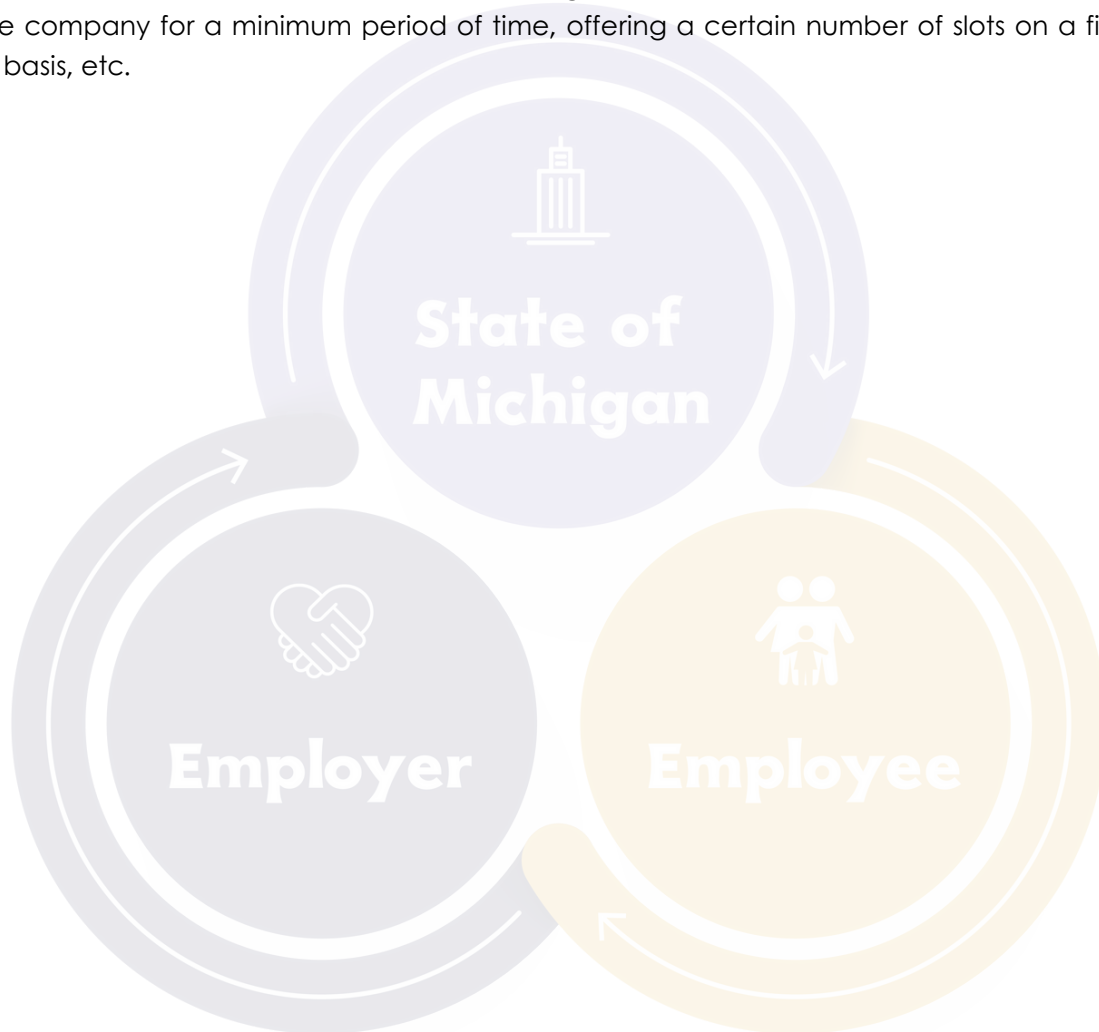 e company for a minimum period of time, offering a certain number of slots on a fi
basis, etc.
State of
Michigan
Employer
Employee